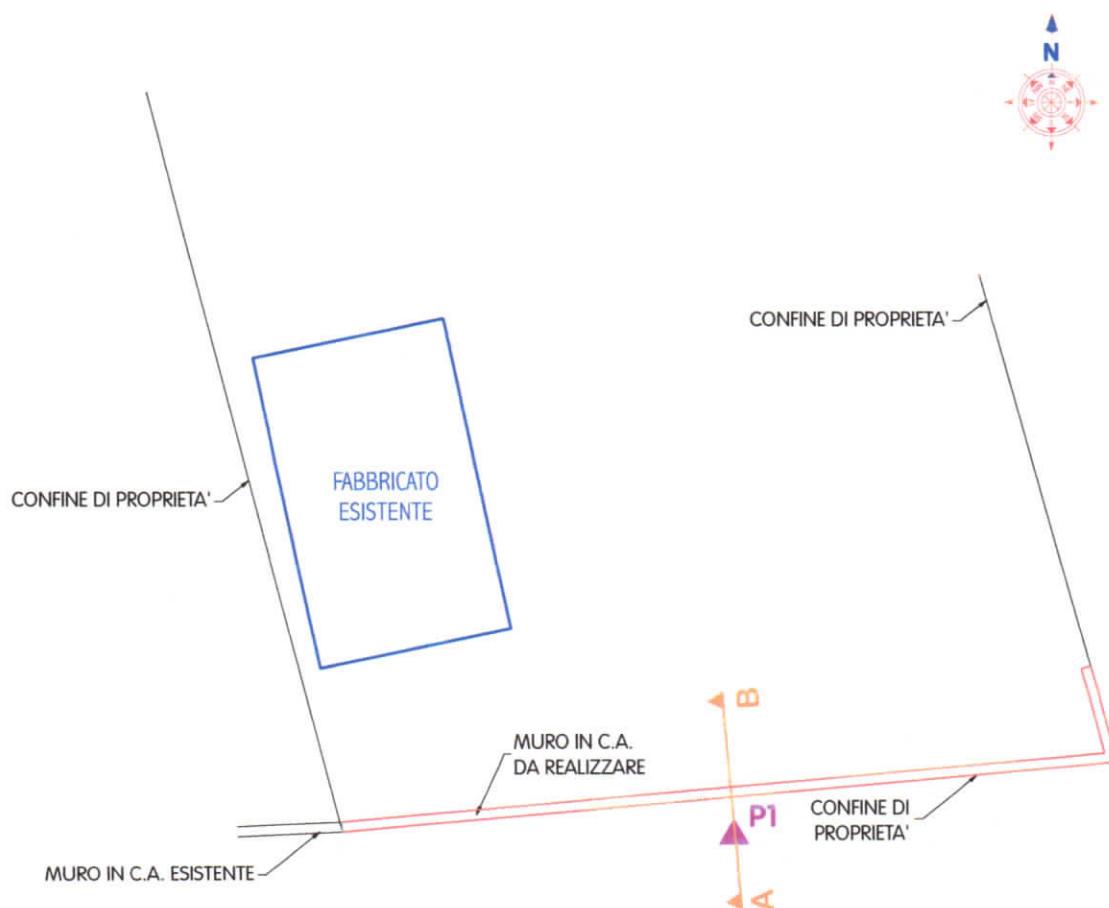 N
CONFINE DI PROPRIETA'
CONFINE DI PROPRIETA'
FABBRICATO
ESISTENTE
B
MURO IN C.A.
DA REALIZZARE
P1
CONFINE DI
PROPRIETA'
MURO IN C.A. ESISTENTE
A